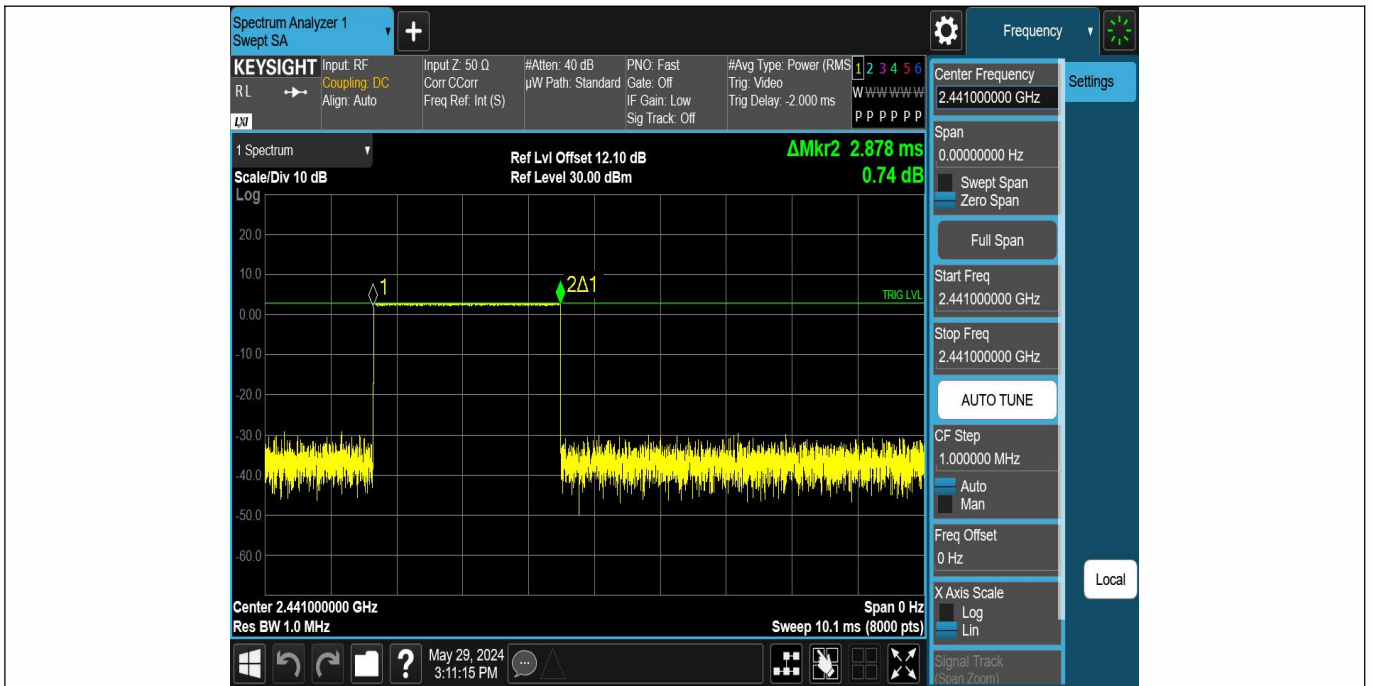 Spectrum Analyzer 1
Swept SA
+
Frequency
KEYSIGHT
RL
LXI
Input: RF
Coupling: DC
Align: Auto
Input Z: 50 Ω
Corr CCorr
Freq Ref: Int (S)
#Atten: 40 dB
µW Path: Standard
PNO: Fast
Gate: Off
IF Gain: Low
Sig Track: Off
#Avg Type: Power (RMS
Trig: Video
Trig Delay: -2.000 ms
1 2 3 4 5 6
W W W W W W
P P P P P P
1 Spectrum
Scale/Div 10 dB
Ref Lvl Offset 12.10 dB
Ref Level 30.00 dBm
ΔMkr2 2.878 ms
0.74 dB
Log
20.0
10.0
0.00
-10.0
-20.0
-30.0
-40.0
-50.0
-60.0
1
2Δ1
TRIG LVL
Center 2.441000000 GHz
Res BW 1.0 MHz
Span 0 Hz
Sweep 10.1 ms (8000 pts)
Center Frequency
2.441000000 GHz
Settings
Span
0.00000000 Hz
Swept Span
Zero Span
Full Span
Start Freq
2.441000000 GHz
Stop Freq
2.441000000 GHz
AUTO TUNE
CF Step
1.000000 MHz
Auto
Man
Freq Offset
0 Hz
Local
X Axis Scale
Log
Lin
Signal Track
(Span Zoom)
?
May 29, 2024
3:11:15 PM